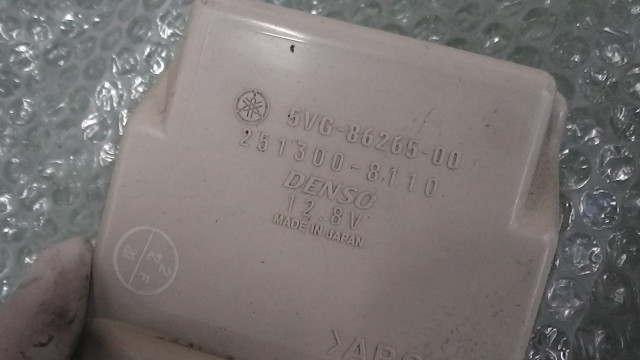 5VG-86265-00
251300-8110
DENSO
12.8V
MADE IN JAPAN